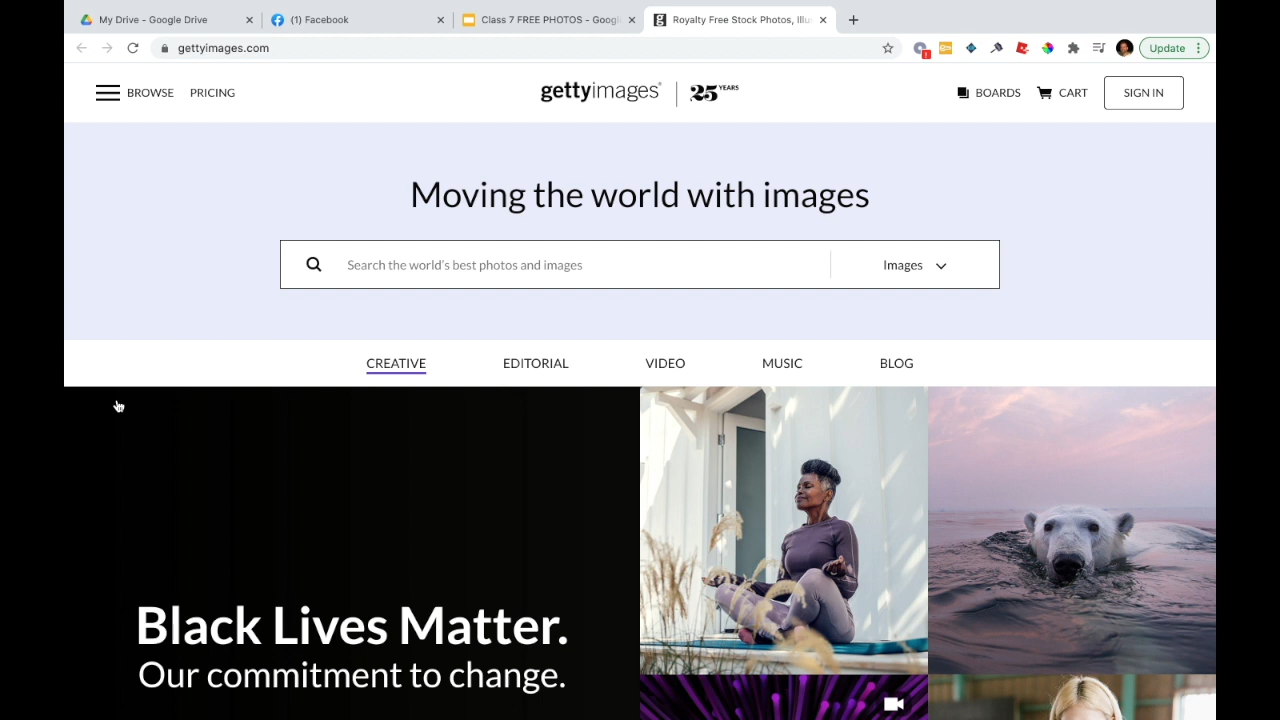 My Drive - Google Drive
(1) Facebook
Class 7 FREE PHOTOS - Googl
Royalty Free Stock Photos, Illus
gettyimages.com
Update
BROWSE
PRICING
gettyimages
25 YEARS
BOARDS
CART
SIGN IN
Moving the world with images
Search the world's best photos and images
Images
CREATIVE
EDITORIAL
VIDEO
MUSIC
BLOG
Black Lives Matter.
Our commitment to change.